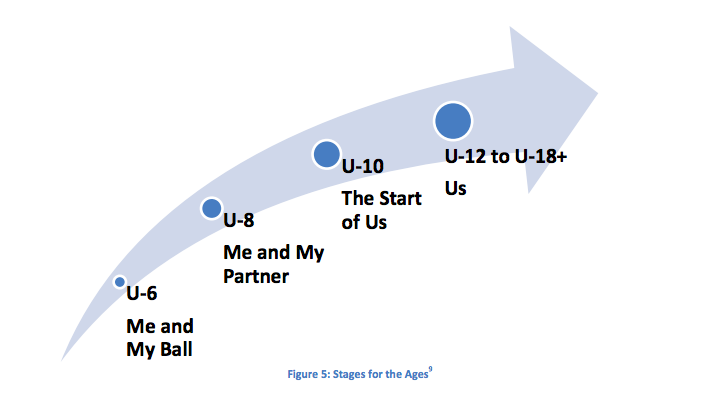 U-6
Me and
My Ball
U-8
Me and My
Partner
U-10
The Start
of Us
U-12 to U-18+
Us
Figure 5: Stages for the Ages9